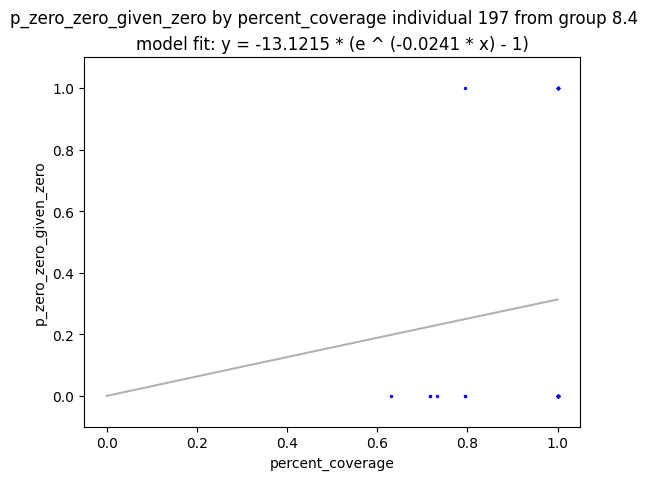 p_zero_zero_given_zero by percent_coverage individual 197 from group 8.4
model fit: y = -13.1215 * (e ^ (-0.0241 * x) - 1)
1.0
0.8
0.6
0.4
0.2
0.0
p_zero_zero_given_zero
0.0 0.2 0.4 0.6 0.8 1.0
percent_coverage